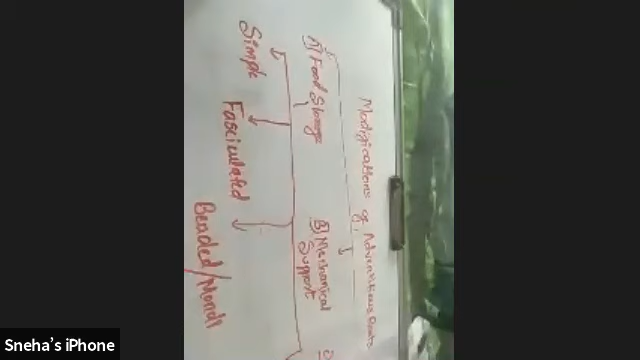 Modifications of Adventitious Roots
A) Food Storage
B) Mechanical
Support
Simple
Fasciculated
Beaded/Monili
Sneha's iPhone